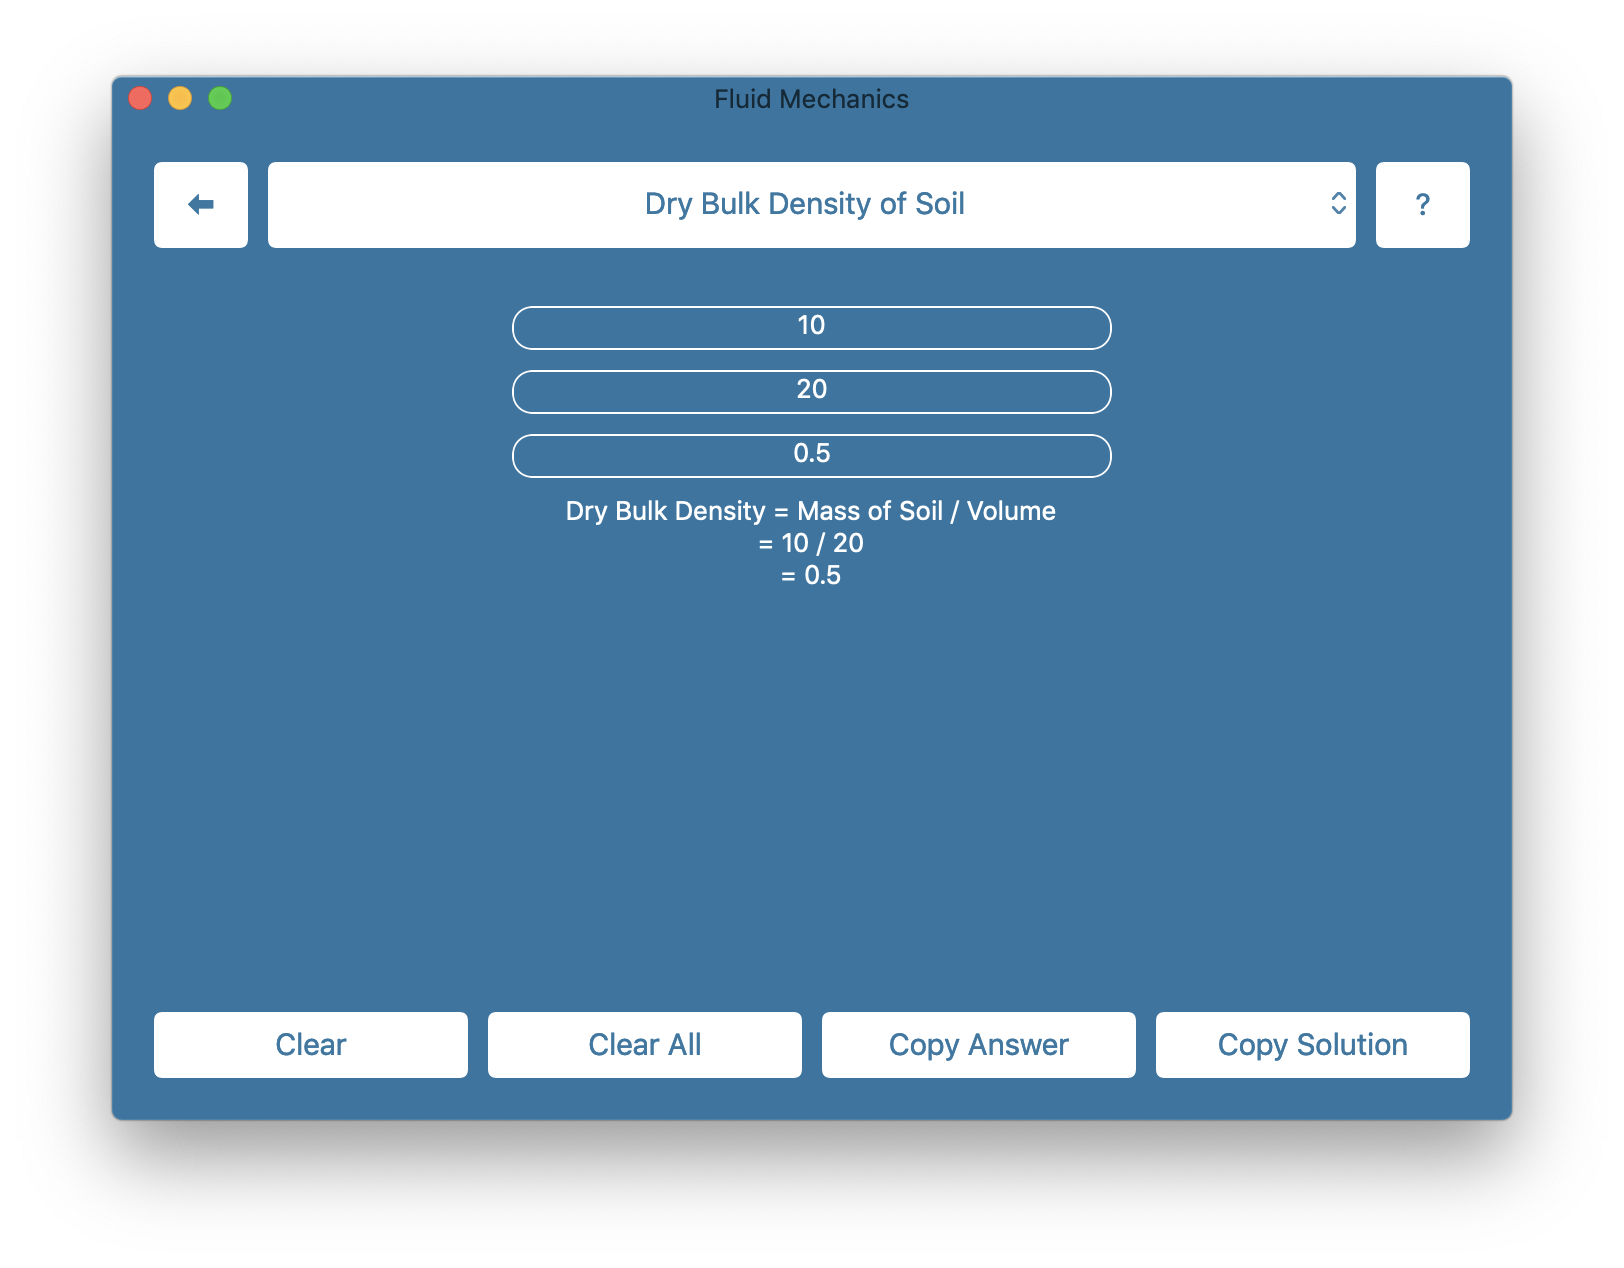 Fluid Mechanics
Dry Bulk Density of Soil
?
10
20
0.5
Dry Bulk Density = Mass of Soil / Volume
= 10 / 20
= 0.5
Clear
Clear All
Copy Answer
Copy Solution